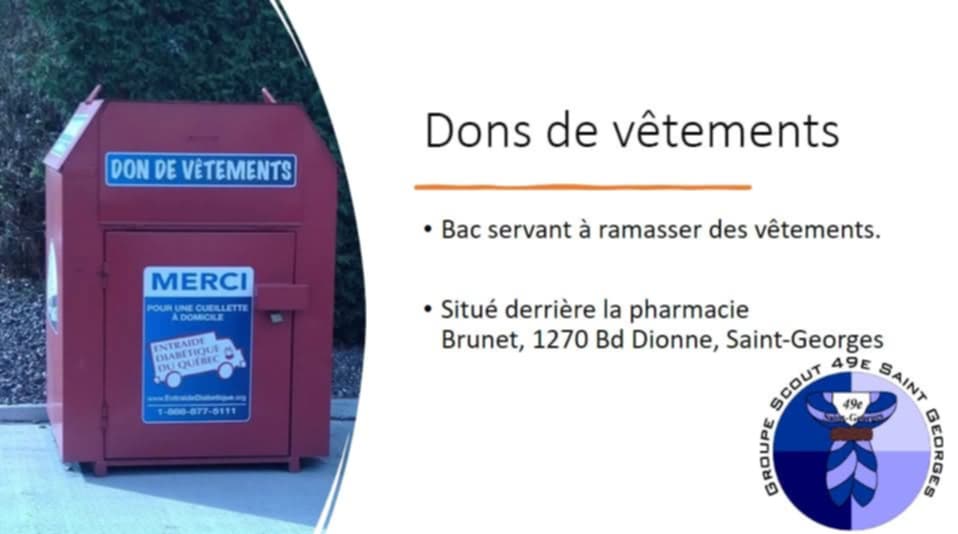 DON DE VÊTEMENTS
MERCI
POUR UNE CUEILLETTE
À DOMICILE
ENTRAIDE
DIABÉTIQUE
DU QUÉBEC
www.EntraideDiabetique.org
1-888-877-5111
Dons de vêtements
• Bac servant à ramasser des vêtements.
• Situé derrière la pharmacie
Brunet, 1270 Bd Dionne, Saint-Georges
GROUPE SCOUT 49E SAINT GEORGES
49e
Saint-Georges